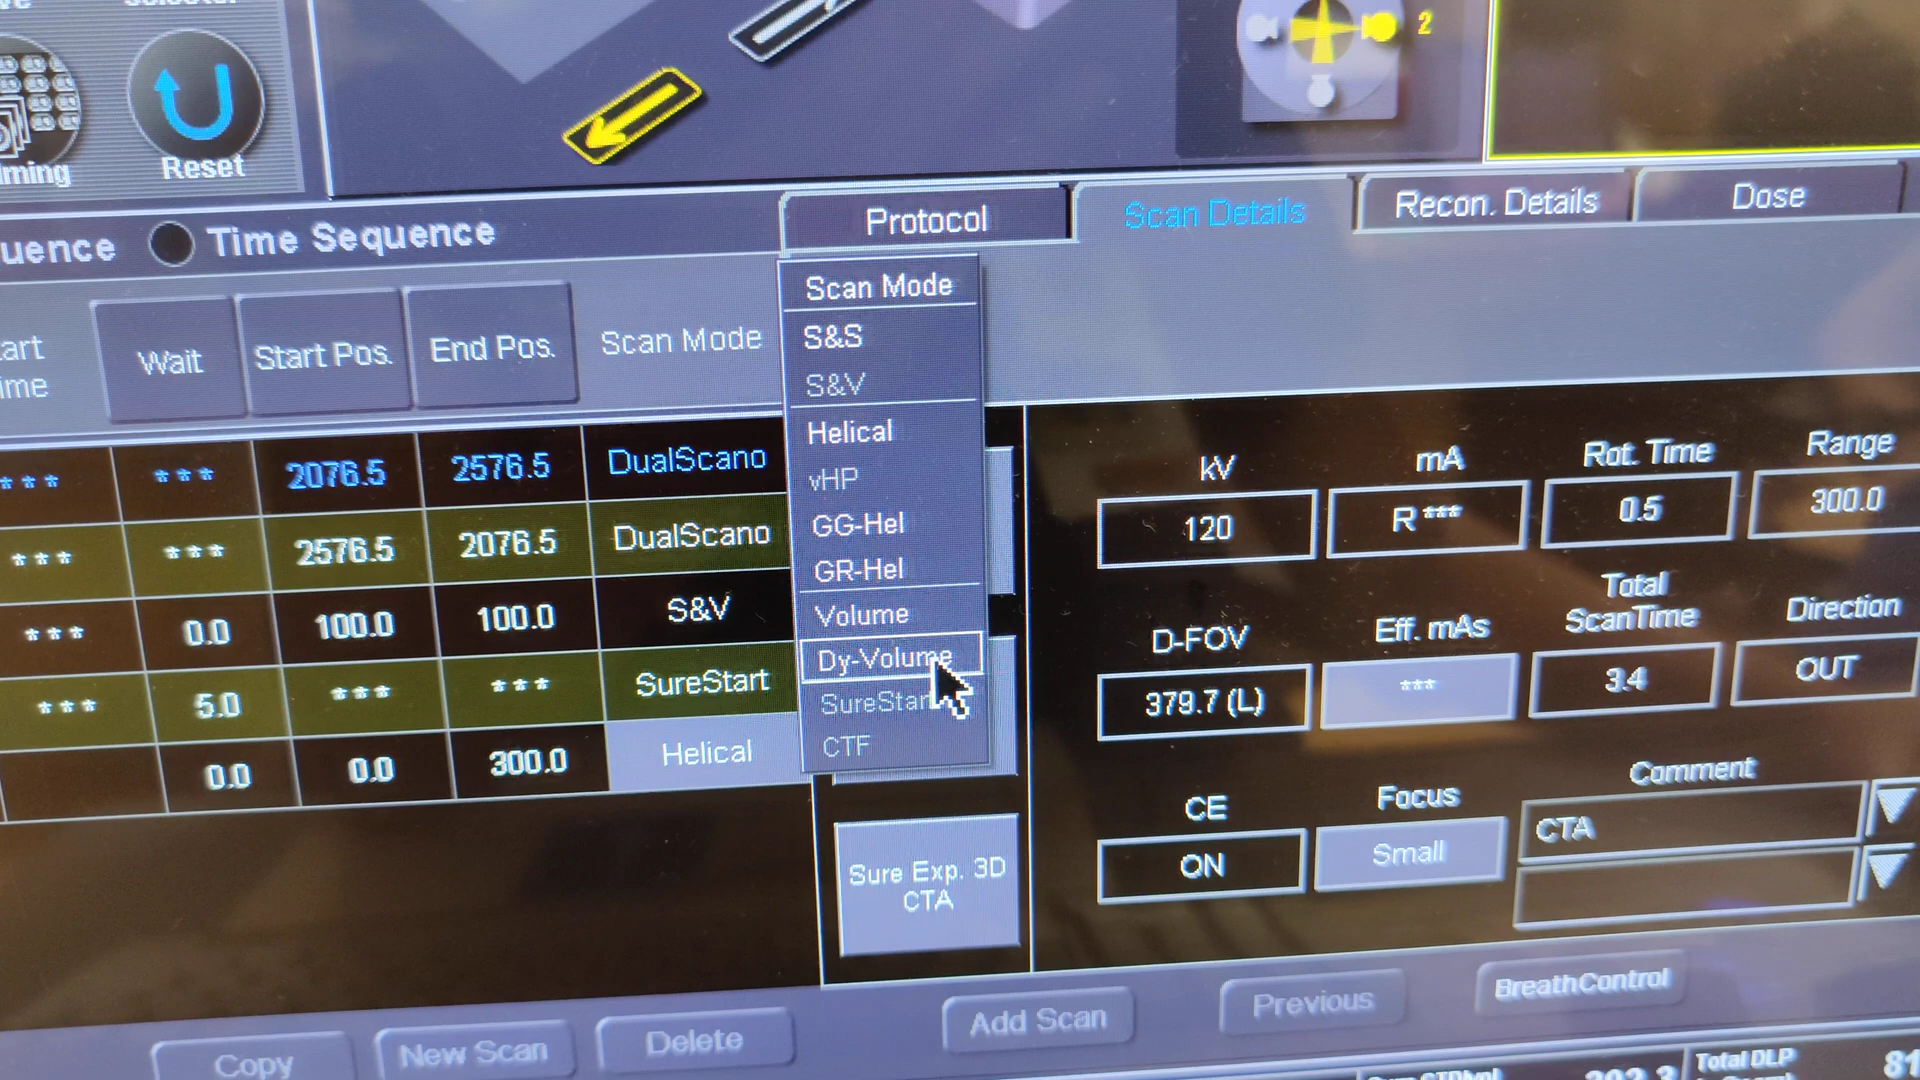 2
Reset
Protocol
Scan Details
Recon. Details
Dose
Time Sequence
Wait
Start Pos.
End Pos.
Scan Mode
Scan Mode
S&S
S&V
Helical
vHP
GG-Hel
GR-Hel
Volume
Dy-Volume
CTF
*** *** 2076.5 2576.5 DualScano
*** *** 2576.5 2076.5 DualScano
*** 0.0 100.0 100.0 S&V
*** 5.0 *** *** SureStart
0.0 0.0 300.0 Helical
Sure Exp. 3D
CTA
kV mA Rot. Time Range
120 R *** 0.5 300.0
D-FOV Eff. mAs Total
ScanTime Direction
379.7 (L) *** 3.4 OUT
CE Focus Comment
ON Small CTA
Copy New Scan Delete Add Scan Previous BreathControl
Total DLP